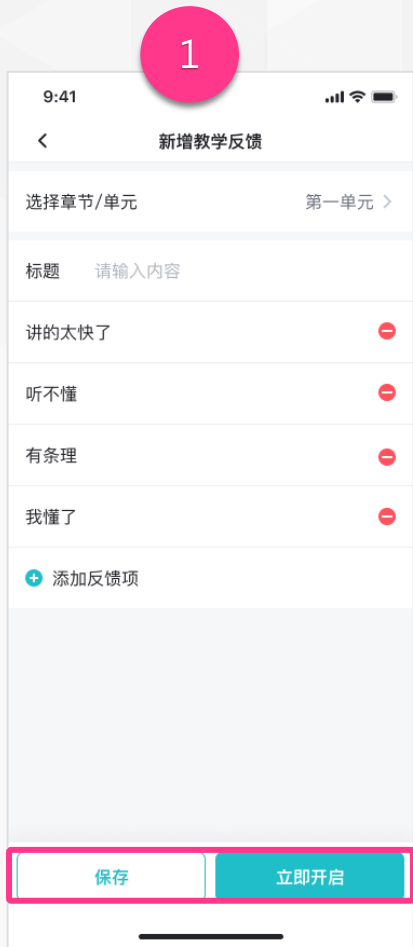 1
9:41
新增教学反馈
选择章节/单元 第一单元
标题 请输入内容
讲的太快了
听不懂
有条理
我懂了
添加反馈项
保存 立即开启